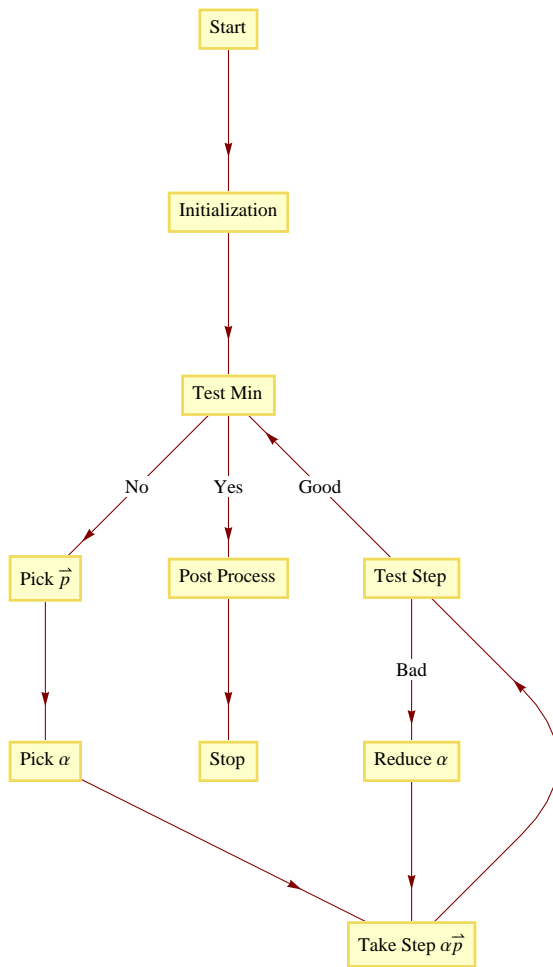 Start
Initialization
Test Min
No
Yes
Good
Pick p⃗
Post Process
Test Step
Bad
Pick α
Stop
Reduce α
Take Step αp⃗